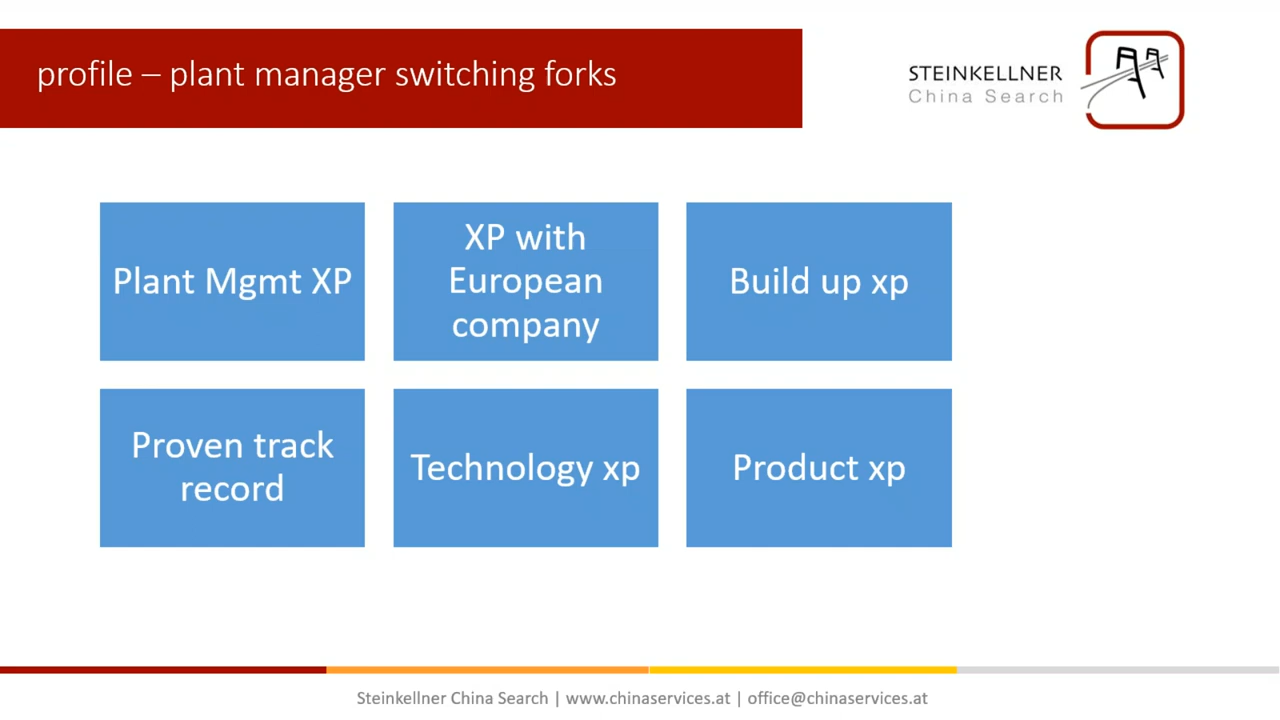 profile – plant manager switching forks
STEINKELLNER
China Search
Plant Mgmt XP
XP with
European
company
Build up xp
Proven track
record
Technology xp
Product xp
Steinkellner China Search | www.chinaservices.at | office@chinaservices.at